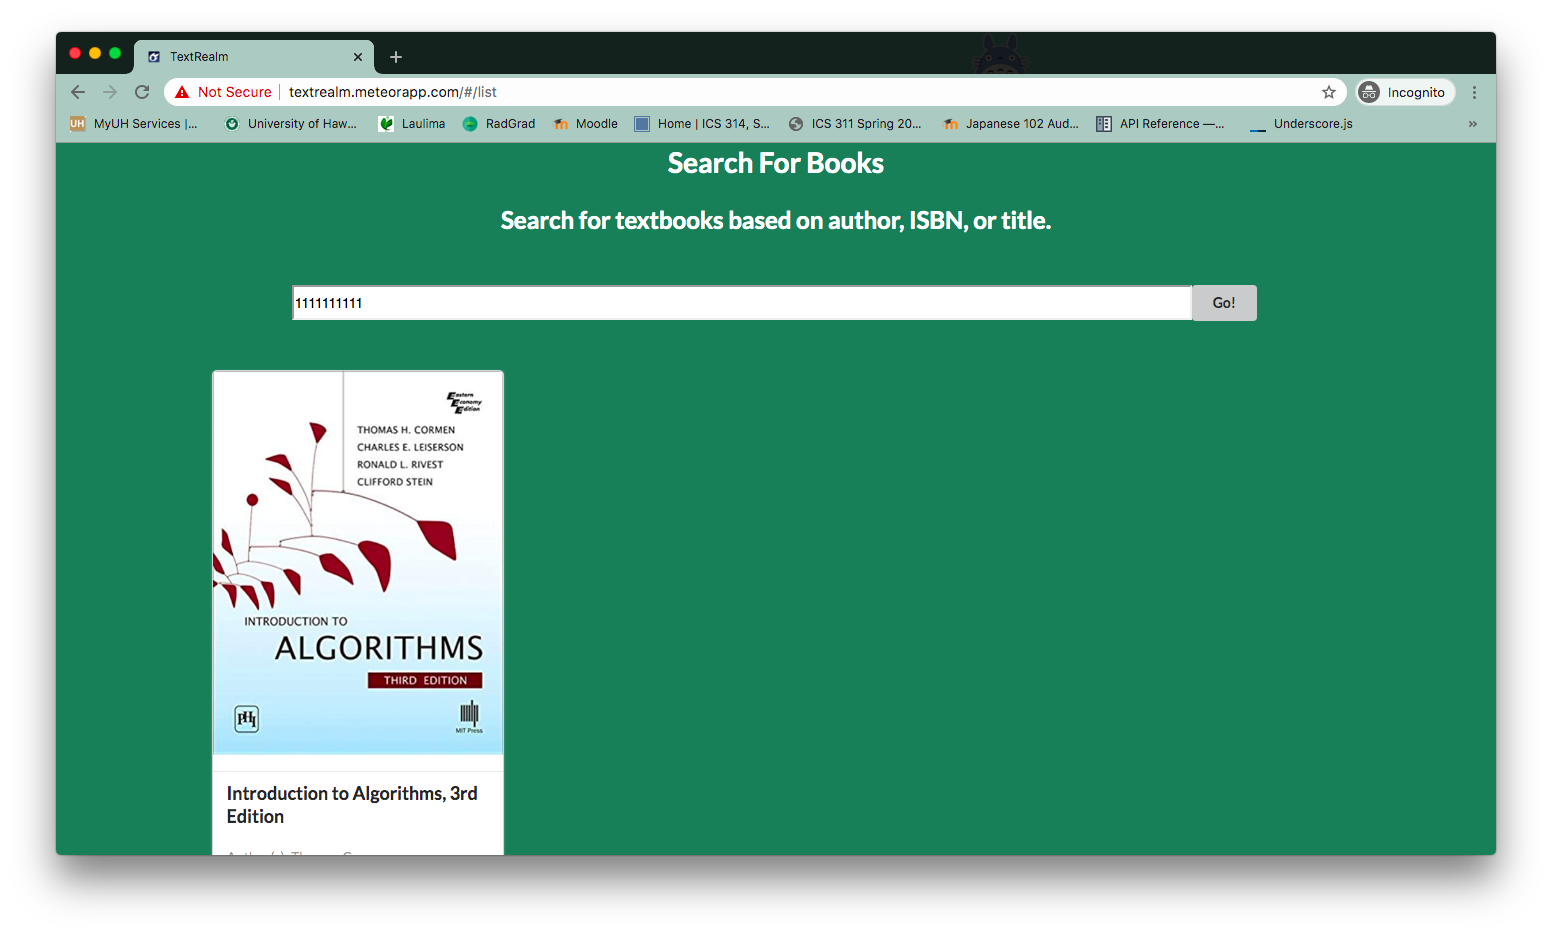 TextRealm
Not Secure
textrealm.meteorapp.com/#/list
Incognito
UH
MyUH Services |...
University of Haw...
Laulima
RadGrad
Moodle
Home | ICS 314, S...
ICS 311 Spring 20...
Japanese 102 Aud...
API Reference —...
Underscore.js
»
Search For Books
Search for textbooks based on author, ISBN, or title.
1111111111
Go!
Eastern
Economy
Edition
THOMAS H. CORMEN
CHARLES E. LEISERSON
RONALD L. RIVEST
CLIFFORD STEIN
INTRODUCTION TO
ALGORITHMS
THIRD EDITION
PHI
MIT Press
Introduction to Algorithms, 3rd
Edition